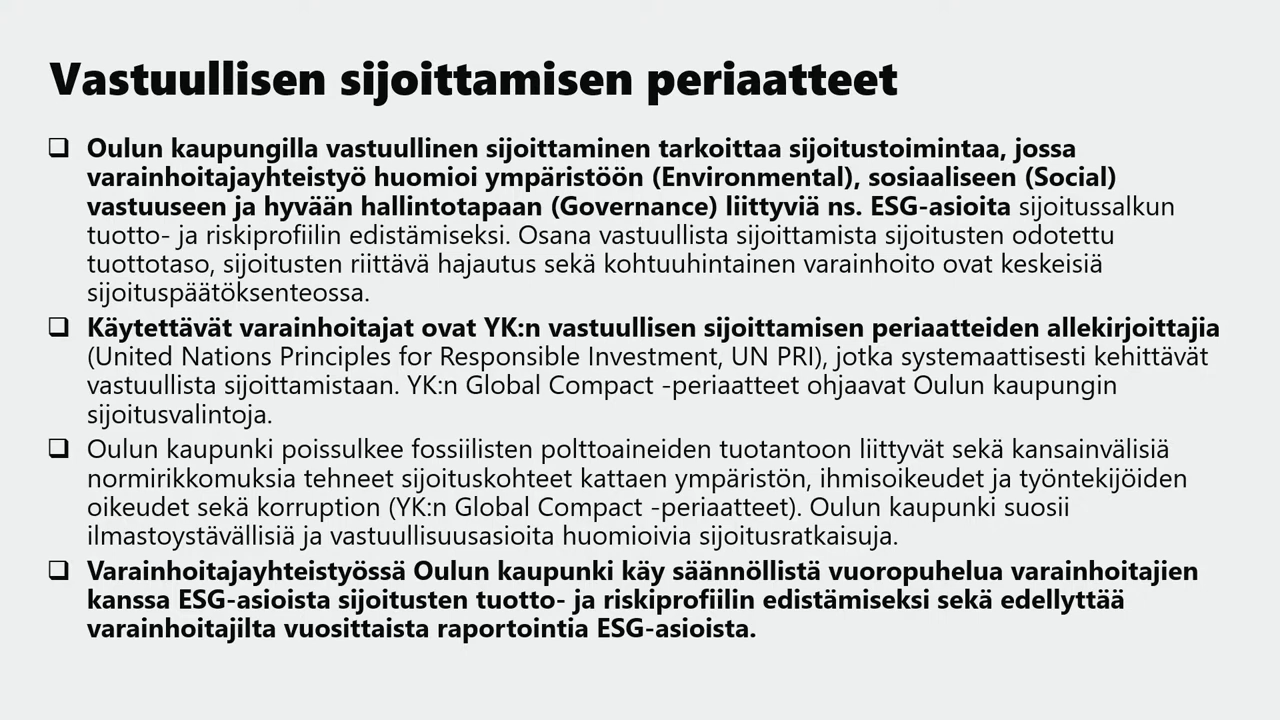 Vastuullisen sijoittamisen periaatteet
❑ Oulun kaupungilla vastuullinen sijoittaminen tarkoittaa sijoitustoimintaa, jossa
varainhoitajayhteistyö huomioi ympäristöön (Environmental), sosiaaliseen (Social)
vastuuseen ja hyvään hallintotapaan (Governance) liittyviä ns. ESG-asioita sijoitussalkun
tuotto- ja riskiprofiilin edistämiseksi. Osana vastuullista sijoittamista sijoitusten odotettu
tuottotaso, sijoitusten riittävä hajautus sekä kohtuuhintainen varainhoito ovat keskeisiä
sijoituspäätöksenteossa.
❑ Käytettävät varainhoitajat ovat YK:n vastuullisen sijoittamisen periaatteiden allekirjoittajia
(United Nations Principles for Responsible Investment, UN PRI), jotka systemaattisesti kehittävät
vastuullista sijoittamistaan. YK:n Global Compact -periaatteet ohjaavat Oulun kaupungin
sijoitusvalintoja.
❑ Oulun kaupunki poissulkee fossiilisten polttoaineiden tuotantoon liittyvät sekä kansainvälisiä
normirikkomuksia tehneet sijoituskohteet kattaen ympäristön, ihmisoikeudet ja työntekijöiden
oikeudet sekä korruption (YK:n Global Compact -periaatteet). Oulun kaupunki suosii
ilmastoystävällisiä ja vastuullisuusasioita huomioivia sijoitusratkaisuja.
❑ Varainhoitajayhteistyössä Oulun kaupunki käy säännöllistä vuoropuhelua varainhoitajien
kanssa ESG-asioista sijoitusten tuotto- ja riskiprofiilin edistämiseksi sekä edellyttää
varainhoitajilta vuosittaista raportointia ESG-asioista.